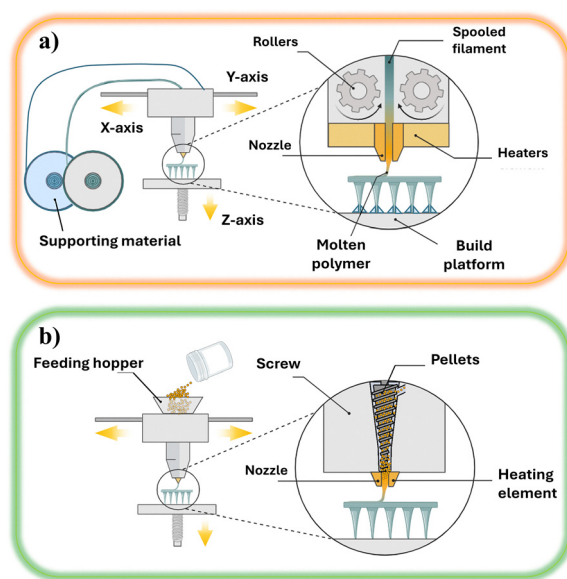 a)
Rollers
Spooled
filament
Y-axis
X-axis
Nozzle
Heaters
Z-axis
Supporting material
Molten
polymer
Build
platform
b)
Feeding hopper
Screw
Pellets
Nozzle
Heating
element